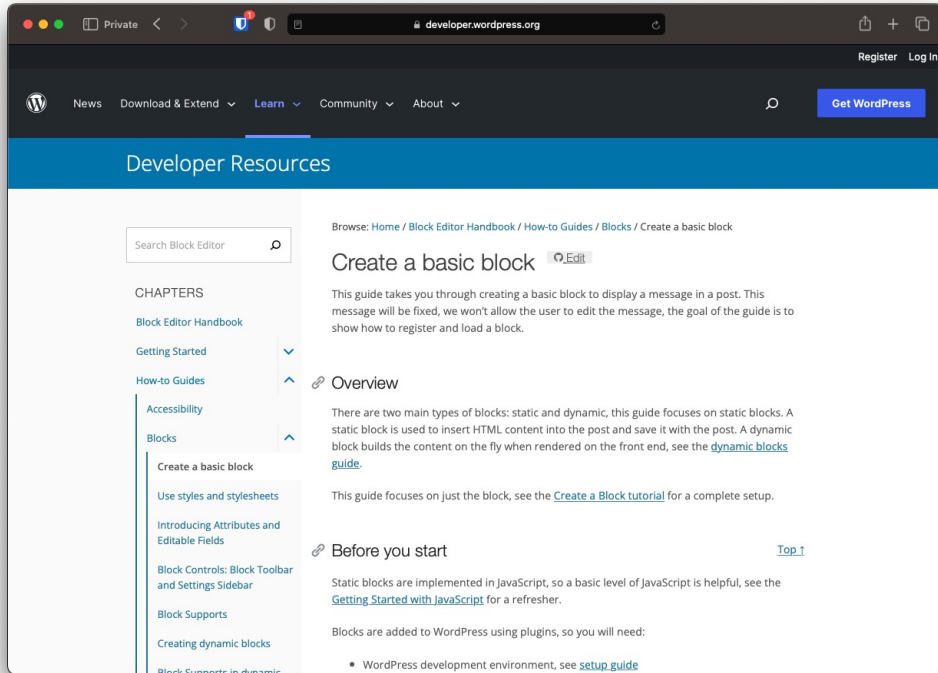 Private
1
developer.wordpress.org
Register Log In
News Download & Extend Learn Community About
Get WordPress
Developer Resources
Search Block Editor
CHAPTERS
Block Editor Handbook
Getting Started
How-to Guides
Accessibility
Blocks
Create a basic block
Use styles and stylesheets
Introducing Attributes and
Editable Fields
Block Controls: Block Toolbar
and Settings Sidebar
Block Supports
Creating dynamic blocks
Block Supports in dynamic
Browse: Home / Block Editor Handbook / How-to Guides / Blocks / Create a basic block
Create a basic block Edit
This guide takes you through creating a basic block to display a message in a post. This
message will be fixed, we won't allow the user to edit the message, the goal of the guide is to
show how to register and load a block.
Overview
There are two main types of blocks: static and dynamic, this guide focuses on static blocks. A
static block is used to insert HTML content into the post and save it with the post. A dynamic
block builds the content on the fly when rendered on the front end, see the dynamic blocks
guide.
This guide focuses on just the block, see the Create a Block tutorial for a complete setup.
Before you start Top ↑
Static blocks are implemented in JavaScript, so a basic level of JavaScript is helpful, see the
Getting Started with JavaScript for a refresher.
Blocks are added to WordPress using plugins, so you will need:
• WordPress development environment, see setup guide